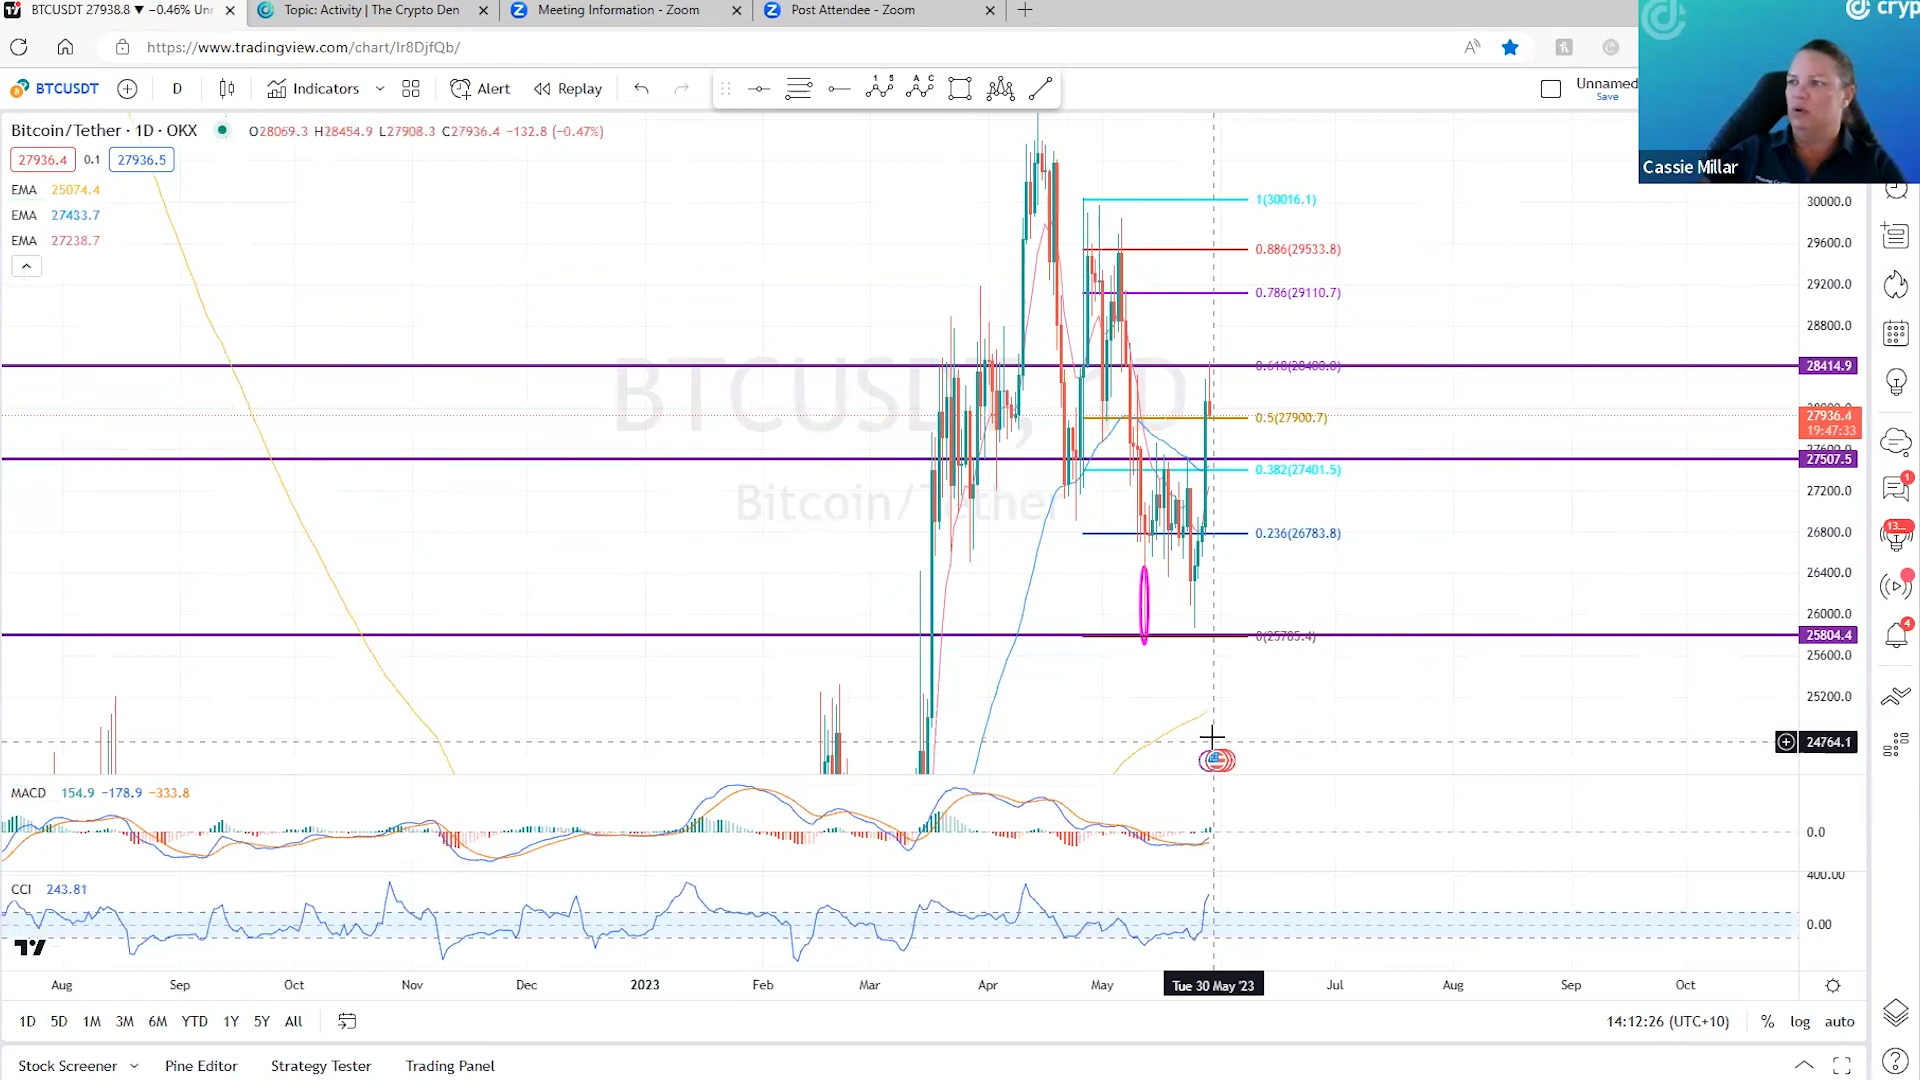 BTCUSDT 27938.8 ▼ −0.46% Unr
Topic: Activity | The Crypto Den
Meeting Information - Zoom
Post Attendee - Zoom
https://www.tradingview.com/chart/Ir8DjfQb/
BTCUSDT
D
Indicators
Alert
Replay
Unnamed
Save
cryp
Cassie Millar
Bitcoin/Tether · 1D · OKX
O28069.3 H28454.9 L27908.3 C27936.4 −132.8 (−0.47%)
27936.4 0.1 27936.5
EMA 25074.4
EMA 27433.7
EMA 27238.7
BTCUSDT, 1D
Bitcoin/Tether
1(30016.1)
0.886(29533.8)
0.786(29110.7)
0.5(27900.7)
0.382(27401.5)
0.236(26783.8)
0(25785.4)
30000.0
29600.0
29200.0
28800.0
28414.9
27936.4
19:47:33
27507.5
27200.0
26800.0
26400.0
26000.0
25804.4
25600.0
25200.0
24764.1
MACD 154.9 −178.9 −333.8
0.0
CCI 243.81
400.00
0.00
Aug Sep Oct Nov Dec 2023 Feb Mar Apr May Tue 30 May '23 Jul Aug Sep Oct
1D 5D 1M 3M 6M YTD 1Y 5Y All
14:12:26 (UTC+10) % log auto
Stock Screener Pine Editor Strategy Tester Trading Panel